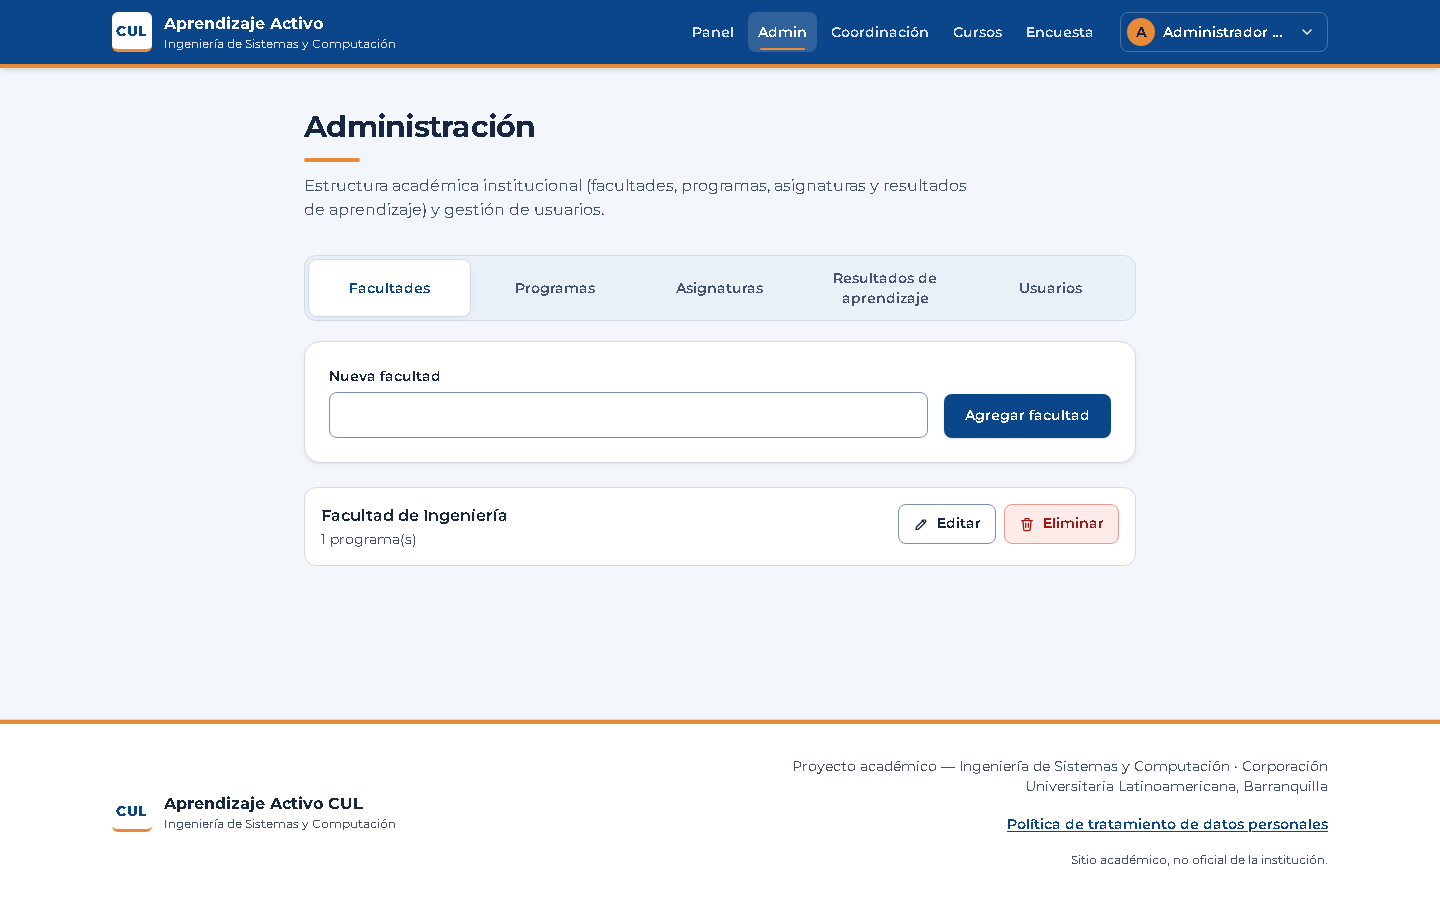 CUL
Aprendizaje Activo
Ingeniería de Sistemas y Computación
Panel
Admin
Coordinación
Cursos
Encuesta
A
Administrador ...
Administración
Estructura académica institucional (facultades, programas, asignaturas y resultados
de aprendizaje) y gestión de usuarios.
Facultades
Programas
Asignaturas
Resultados de
aprendizaje
Usuarios
Nueva facultad
Agregar facultad
Facultad de Ingeniería
1 programa(s)
Editar
Eliminar
CUL
Aprendizaje Activo CUL
Ingeniería de Sistemas y Computación
Proyecto académico — Ingeniería de Sistemas y Computación · Corporación
Universitaria Latinoamericana, Barranquilla
Política de tratamiento de datos personales
Sitio académico, no oficial de la institución.